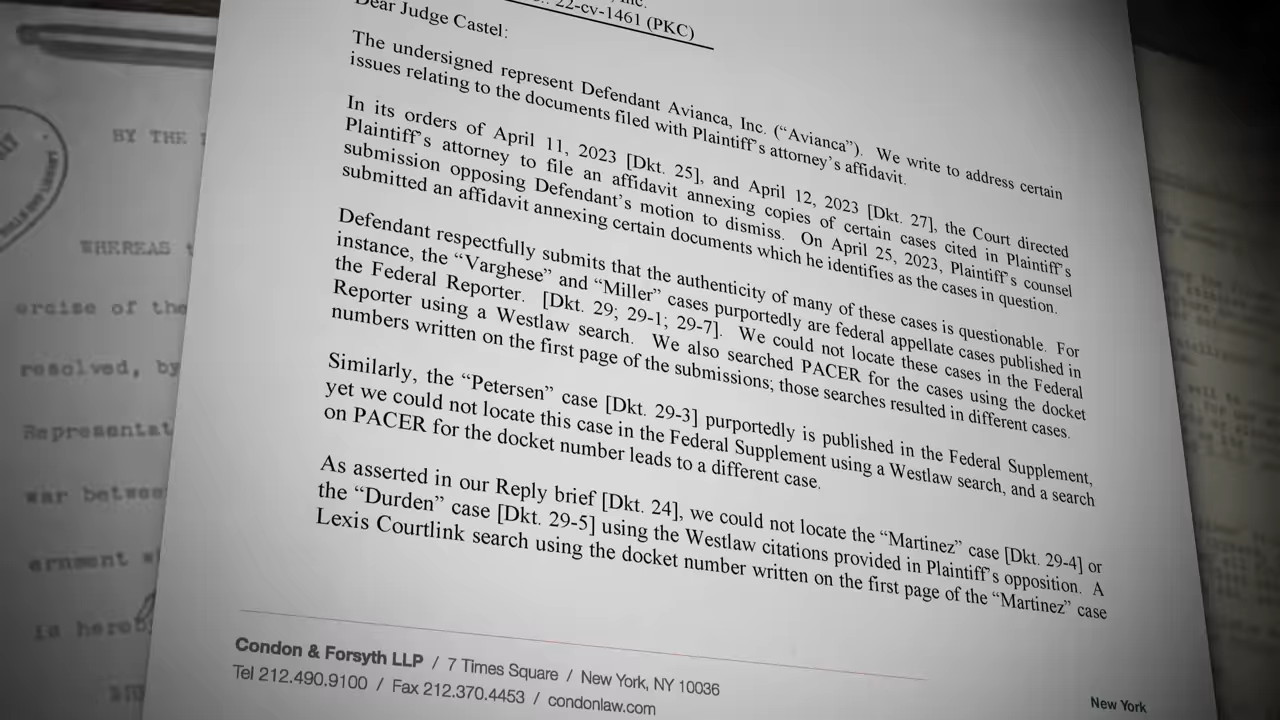 , Inc.
22-cv-1461 (PKC)
Dear Judge Castel:
The undersigned represent Defendant Avianca, Inc. (“Avianca”). We write to address certain
issues relating to the documents filed with Plaintiff’s attorney’s affidavit.
In its orders of April 11, 2023 [Dkt. 25], and April 12, 2023 [Dkt. 27], the Court directed
Plaintiff’s attorney to file an affidavit annexing copies of certain cases cited in Plaintiff’s
submission opposing Defendant’s motion to dismiss. On April 25, 2023, Plaintiff’s counsel
submitted an affidavit annexing certain documents which he identifies as the cases in question.
Defendant respectfully submits that the authenticity of many of these cases is questionable. For
instance, the “Varghese” and “Miller” cases purportedly are federal appellate cases published in
the Federal Reporter. [Dkt. 29; 29-1; 29-7]. We could not locate these cases in the Federal
Reporter using a Westlaw search. We also searched PACER for the cases using the docket
numbers written on the first page of the submissions; those searches resulted in different cases.
Similarly, the “Petersen” case [Dkt. 29-3] purportedly is published in the Federal Supplement,
yet we could not locate this case in the Federal Supplement using a Westlaw search, and a search
on PACER for the docket number leads to a different case.
As asserted in our Reply brief [Dkt. 24], we could not locate the “Martinez” case [Dkt. 29-4] or
the “Durden” case [Dkt. 29-5] using the Westlaw citations provided in Plaintiff’s opposition. A
Lexis Courtlink search using the docket number written on the first page of the “Martinez” case
Condon & Forsyth LLP / 7 Times Square / New York, NY 10036
Tel 212.490.9100 / Fax 212.370.4453 / condonlaw.com
New York
BY THE
WHEREAS
ercise of the
resolved, by
Representat
war between
ernment
is hereby